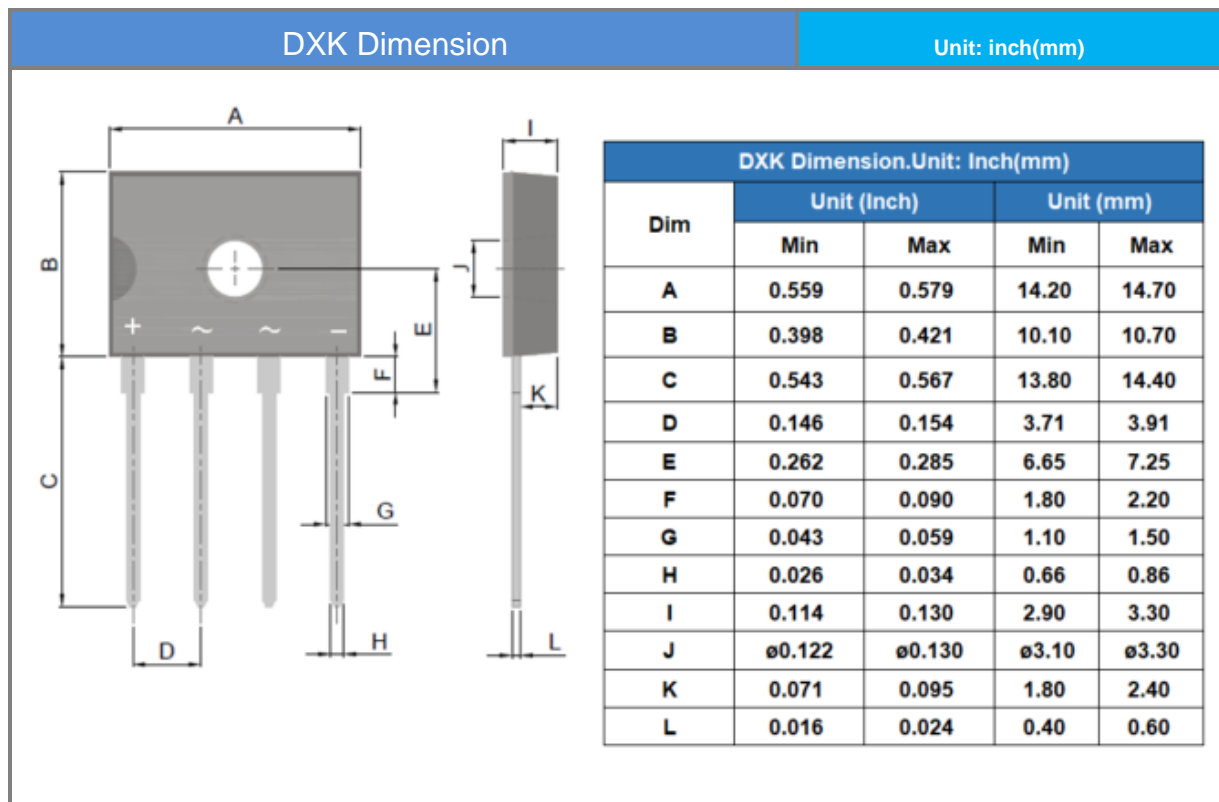 DXK Dimension Unit: inch(mm)
A
I
B
J
E
+ ~ ~ −
F
K
C
G
D
H
L
DXK Dimension.Unit: Inch(mm)
Dim Unit (Inch) Unit (mm)
Min Max Min Max
A 0.559 0.579 14.20 14.70
B 0.398 0.421 10.10 10.70
C 0.543 0.567 13.80 14.40
D 0.146 0.154 3.71 3.91
E 0.262 0.285 6.65 7.25
F 0.070 0.090 1.80 2.20
G 0.043 0.059 1.10 1.50
H 0.026 0.034 0.66 0.86
I 0.114 0.130 2.90 3.30
J ø0.122 ø0.130 ø3.10 ø3.30
K 0.071 0.095 1.80 2.40
L 0.016 0.024 0.40 0.60